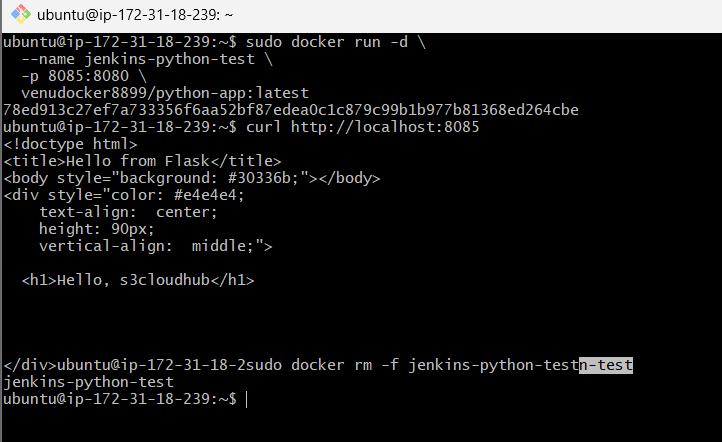 ubuntu@ip-172-31-18-239: ~
ubuntu@ip-172-31-18-239:~$ sudo docker run -d \
  --name jenkins-python-test \
  -p 8085:8080 \
  venudocker8899/python-app:latest
78ed913c27ef7a733356f6aa52bf87edea0c1c879c99b1b977b81368ed264cbe
ubuntu@ip-172-31-18-239:~$ curl http://localhost:8085
<!doctype html>
<title>Hello from Flask</title>
<body style="background: #30336b;"></body>
<div style="color: #e4e4e4;
    text-align:  center;
    height: 90px;
    vertical-align:  middle;">
  <h1>Hello, s3cloudhub</h1>
</div>ubuntu@ip-172-31-18-2sudo docker rm -f jenkins-python-testn-test
jenkins-python-test
ubuntu@ip-172-31-18-239:~$